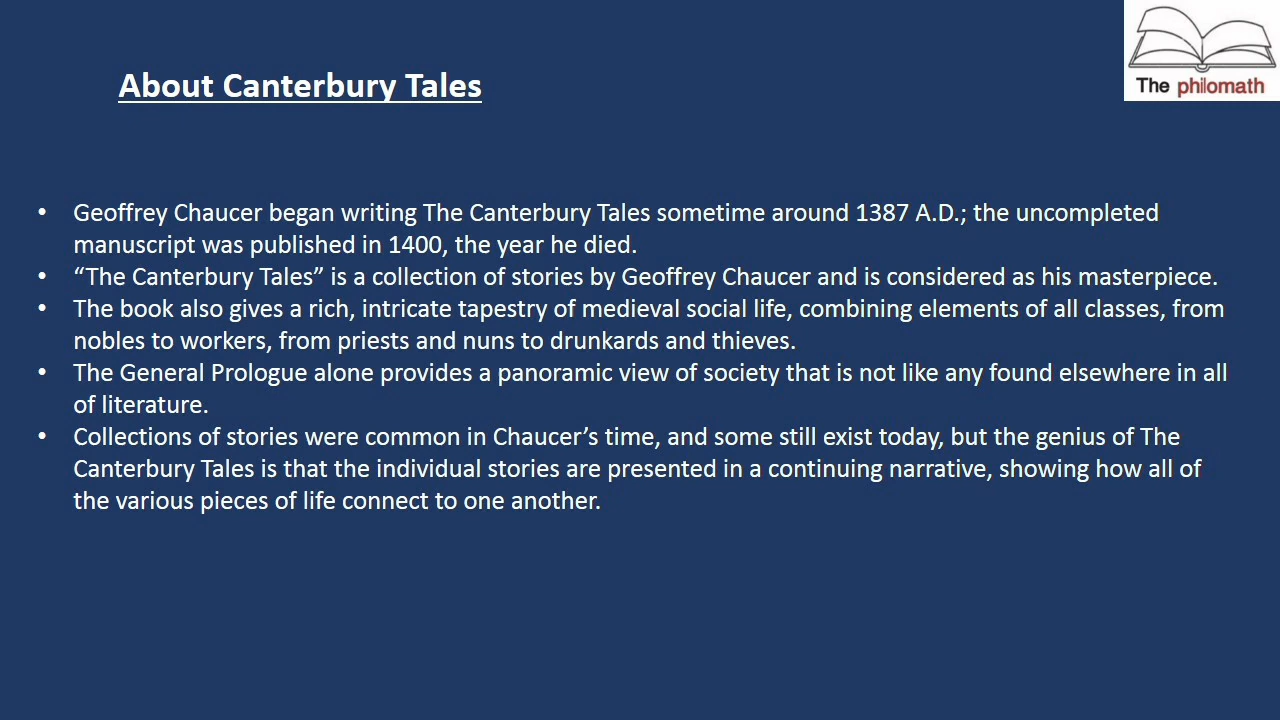 The philomath
About Canterbury Tales
• Geoffrey Chaucer began writing The Canterbury Tales sometime around 1387 A.D.; the uncompleted
manuscript was published in 1400, the year he died.
• “The Canterbury Tales” is a collection of stories by Geoffrey Chaucer and is considered as his masterpiece.
• The book also gives a rich, intricate tapestry of medieval social life, combining elements of all classes, from
nobles to workers, from priests and nuns to drunkards and thieves.
• The General Prologue alone provides a panoramic view of society that is not like any found elsewhere in all
of literature.
• Collections of stories were common in Chaucer’s time, and some still exist today, but the genius of The
Canterbury Tales is that the individual stories are presented in a continuing narrative, showing how all of
the various pieces of life connect to one another.